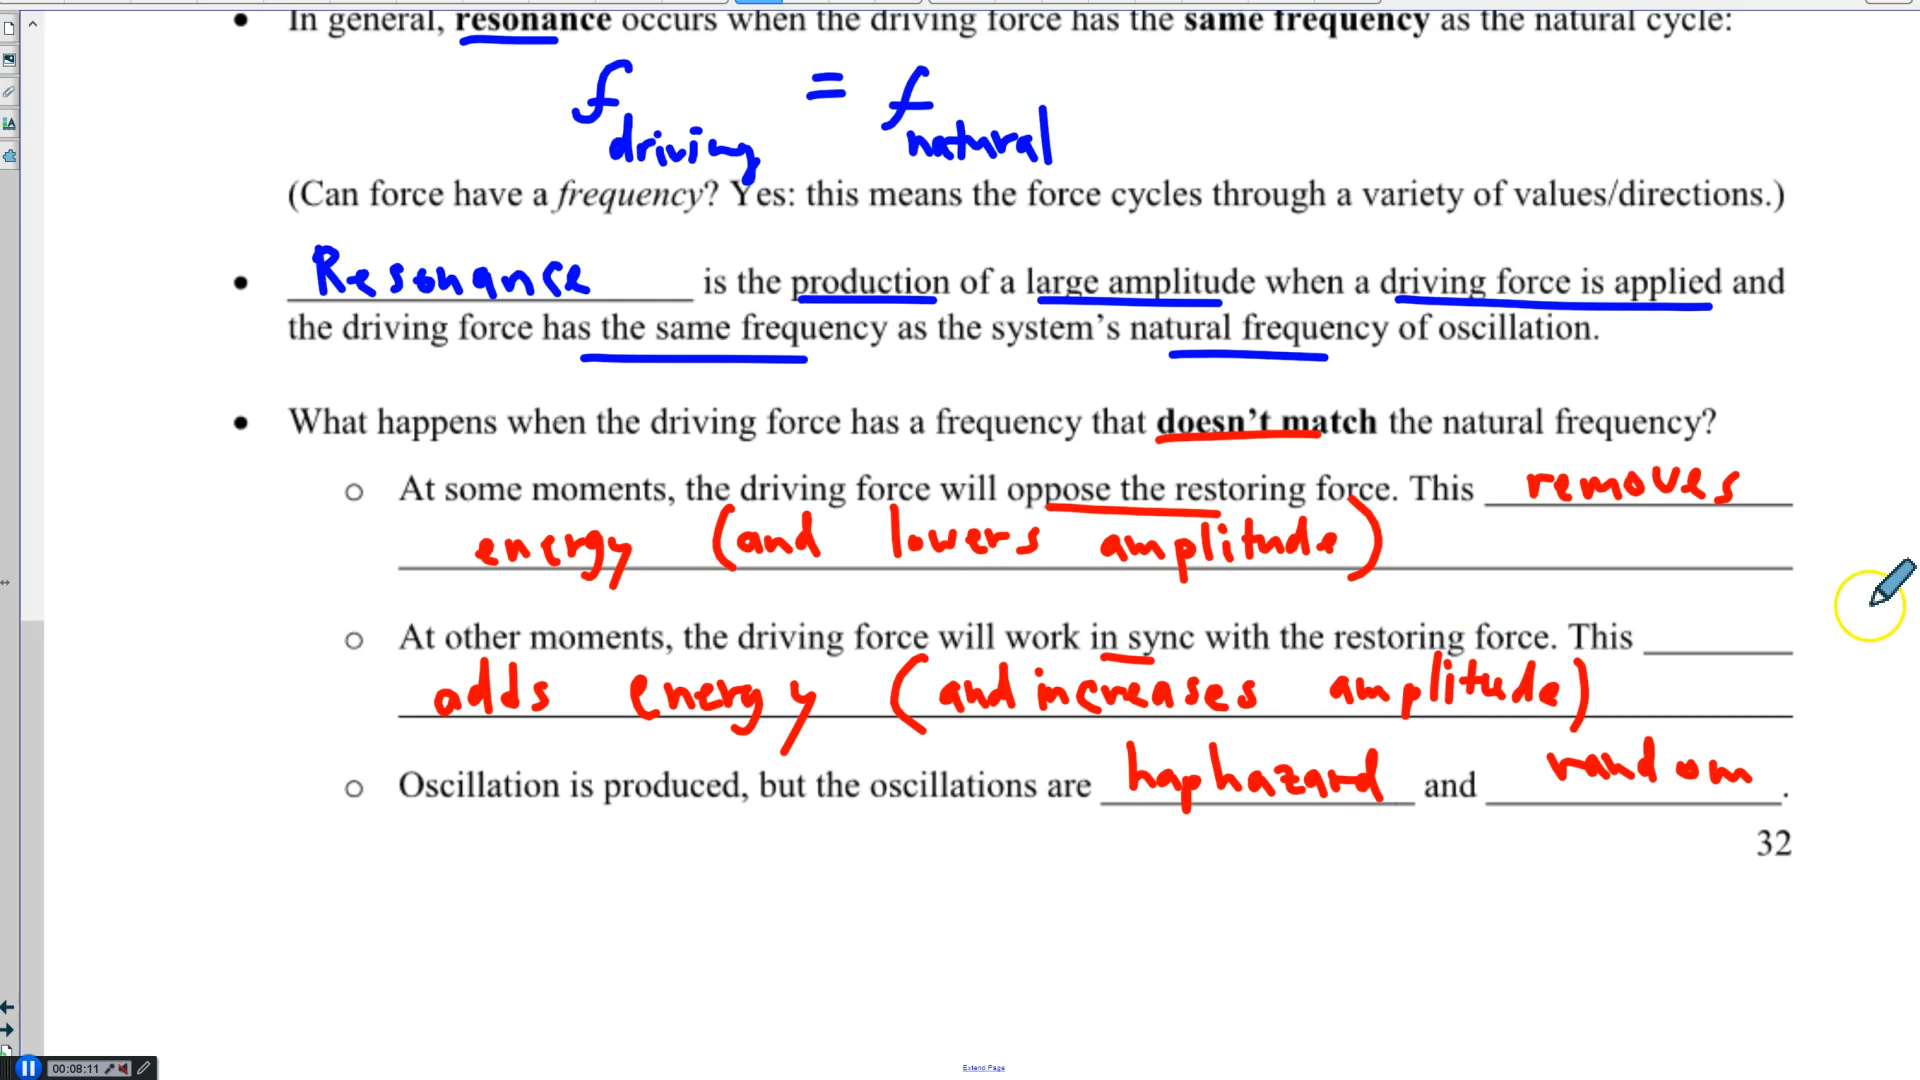 • In general, resonance occurs when the driving force has the same frequency as the natural cycle:
f driving = f natural
(Can force have a frequency? Yes: this means the force cycles through a variety of values/directions.)
• Resonance is the production of a large amplitude when a driving force is applied and
the driving force has the same frequency as the system's natural frequency of oscillation.
• What happens when the driving force has a frequency that doesn't match the natural frequency?
o At some moments, the driving force will oppose the restoring force. This removes
energy (and lowers amplitude)
o At other moments, the driving force will work in sync with the restoring force. This
adds energy (and increases amplitude)
o Oscillation is produced, but the oscillations are haphazard and random.
32
00:08:11
Extend Page